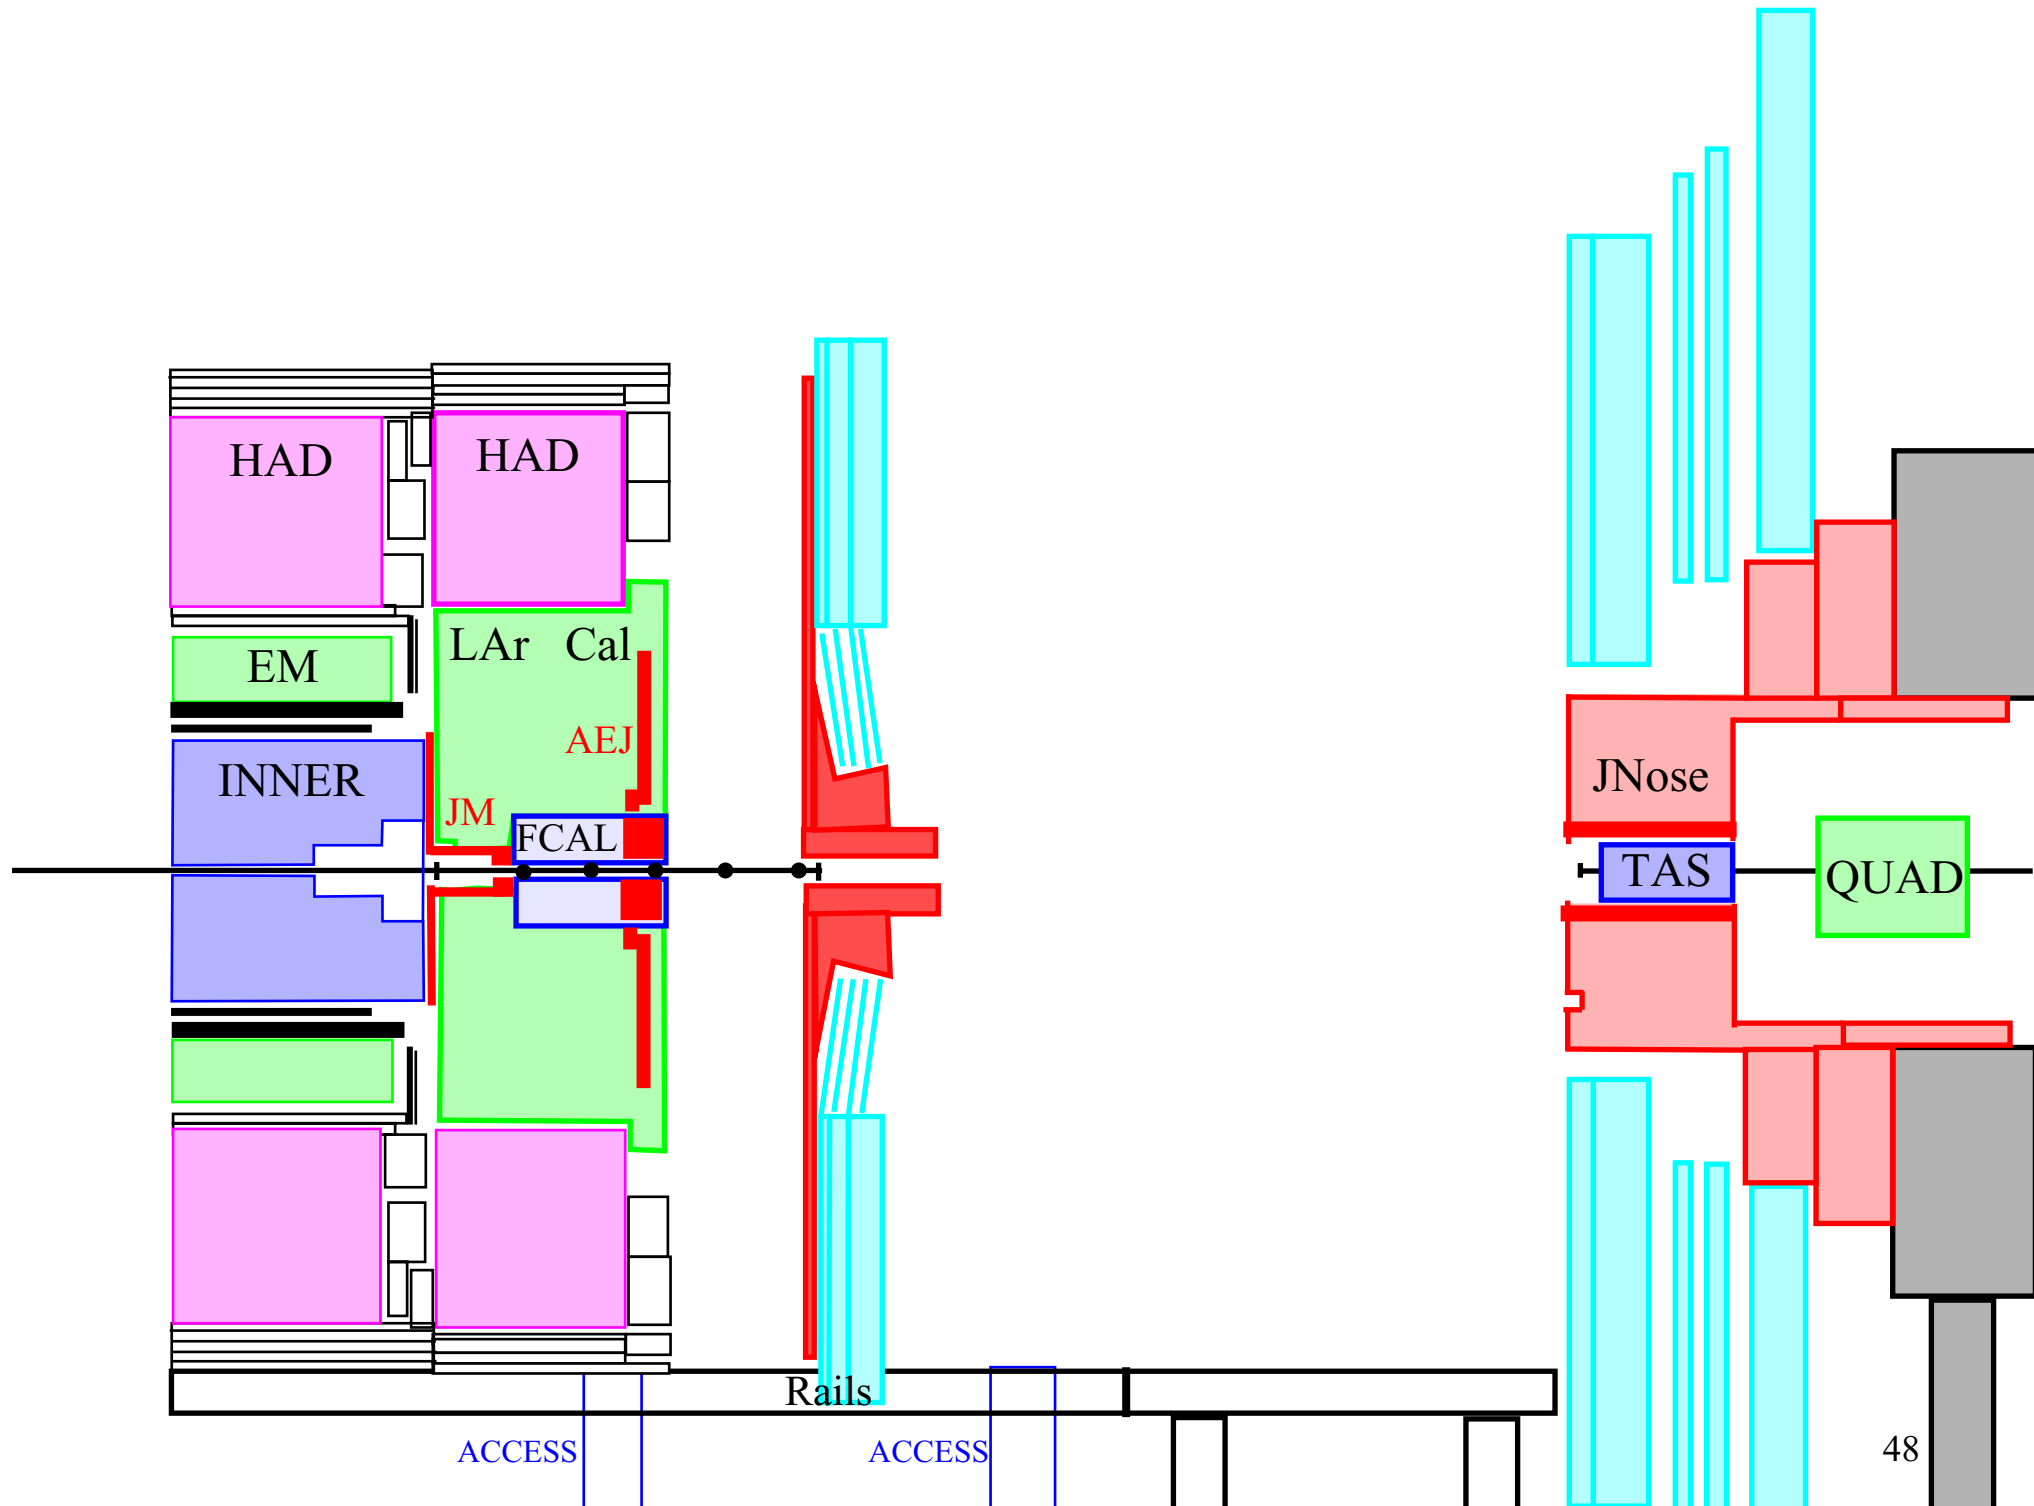 HAD
HAD
LAr Cal
EM
AEJ
INNER
JNose
JM
FCAL
TAS
QUAD
Rails
ACCESS
ACCESS
48